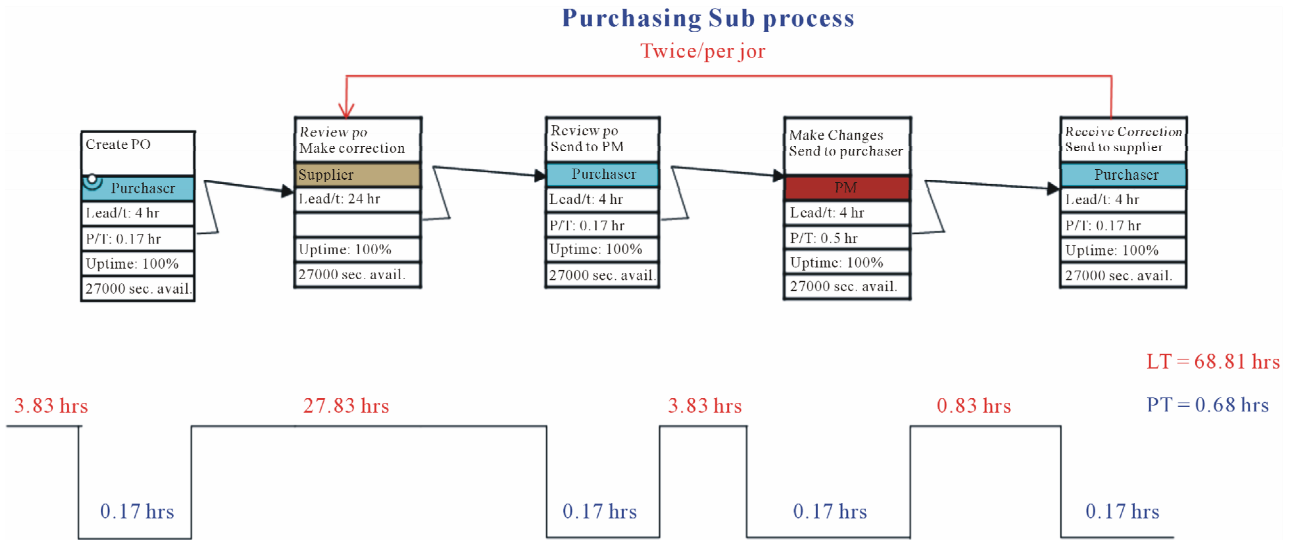 Purchasing Sub process
Twice/per jor
Create PO
Purchaser
Lead/t: 4 hr
P/T: 0.17 hr
Uptime: 100%
27000 sec. avail.
Review po
Make correction
Supplier
Lead/t: 24 hr
Uptime: 100%
27000 sec. avail.
Review po
Send to PM
Purchaser
Lead/t: 4 hr
P/T: 0.17 hr
Uptime: 100%
27000 sec. avail.
Make Changes
Send to purchaser
PM
Lead/t: 4 hr
P/T: 0.5 hr
Uptime: 100%
27000 sec. avail.
Receive Correction
Send to supplier
Purchaser
Lead/t: 4 hr
P/T: 0.17 hr
Uptime: 100%
27000 sec. avail.
LT = 68.81 hrs
PT = 0.68 hrs
3.83 hrs
27.83 hrs
3.83 hrs
0.83 hrs
0.17 hrs
0.17 hrs
0.17 hrs
0.17 hrs